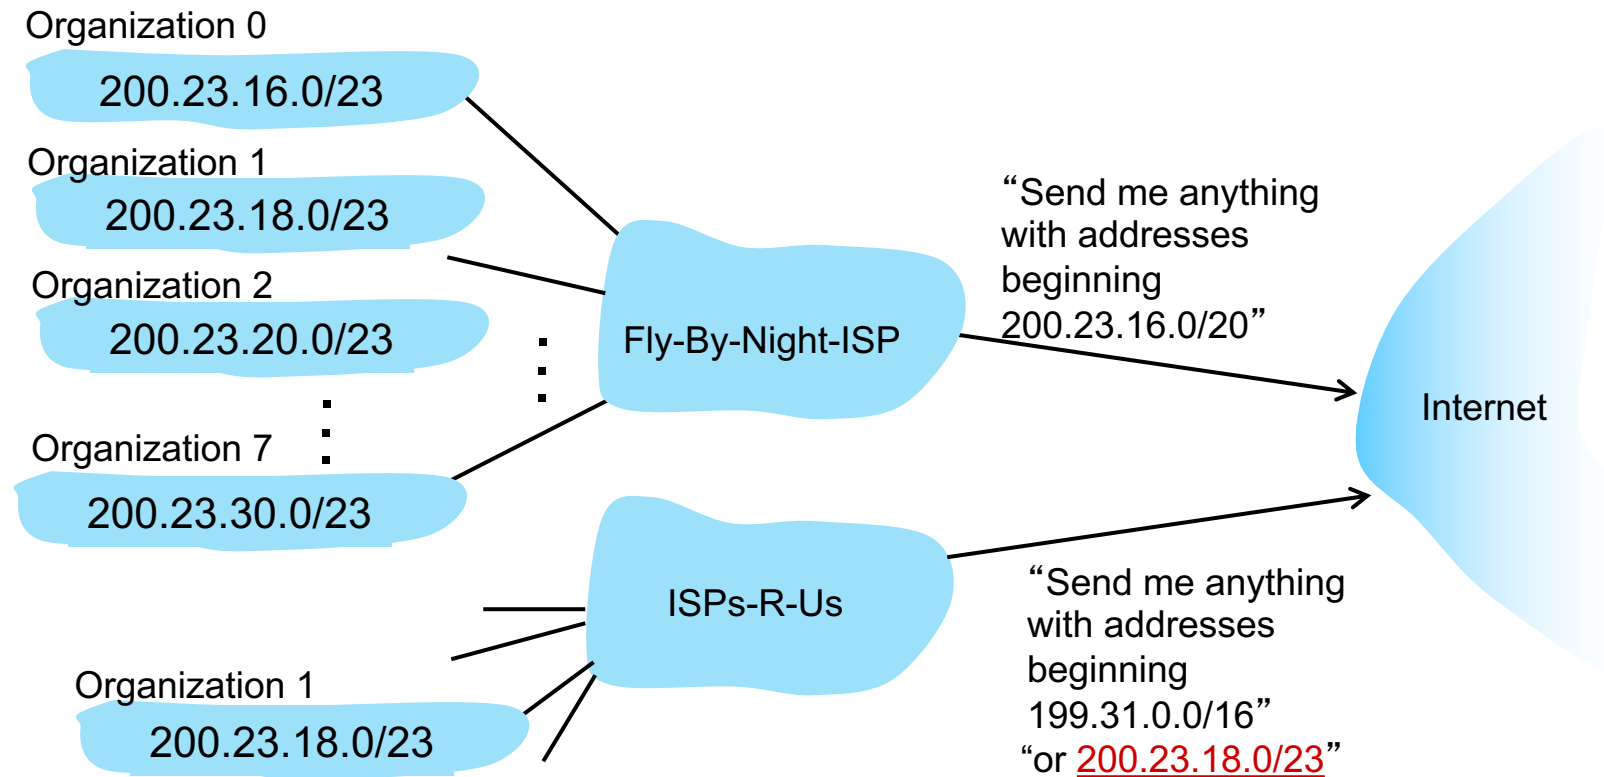 Organization 0
200.23.16.0/23
Organization 1
200.23.18.0/23
Organization 2
200.23.20.0/23
Organization 7
200.23.30.0/23
Fly-By-Night-ISP
“Send me anything
with addresses
beginning
200.23.16.0/20”
Internet
ISPs-R-Us
Organization 1
200.23.18.0/23
“Send me anything
with addresses
beginning
199.31.0.0/16”
“or 200.23.18.0/23”